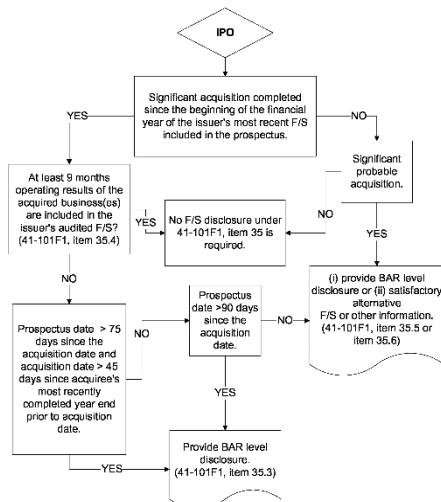 IPO
Significant acquisition completed
since the beginning of the financial
year of the issuer's most recent F/S
included in the prospectus.
YES
NO
At least 9 months
operating results of the
acquired business(es)
are included in the
issuer's audited F/S?
(41-101F1, item 35.4)
YES
No F/S disclosure under
41-101F1, item 35 is
required.
NO
Significant
probable
acquisition.
YES
NO
(i) provide BAR level
disclosure or (ii) satisfactory
alternative
F/S or other information.
(41-101F1, item 35.5 or
item 35.6)
Prospectus date > 75
days since the
acquisition date and
acquisition date > 45
days since acquiree's
most recently
completed year end
prior to acquisition
date.
NO
Prospectus
date >90 days
since the
acquisition
date.
NO
YES
YES
Provide BAR level
disclosure.
(41-101F1, item 35.3)